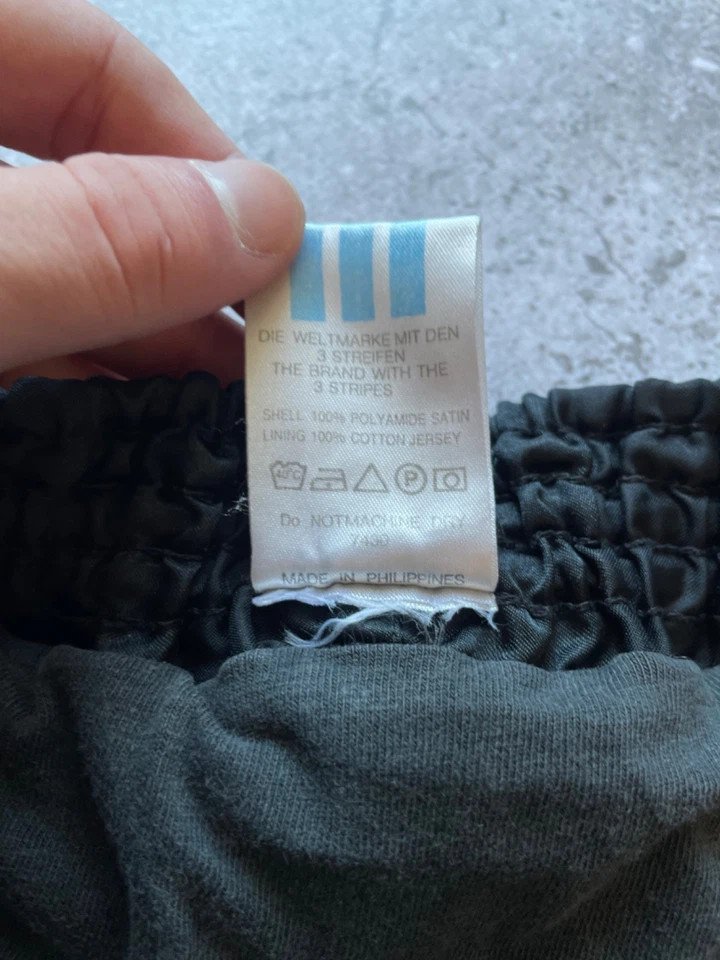 DIE WELTMARKE MIT DEN
3 STREIFEN
THE BRAND WITH THE
3 STRIPES
SHELL 100% POLYAMIDE SATIN
LINING 100% COTTON JERSEY
40°C P
Do NOTMACHINE DRY
7430
MADE IN PHILIPPINES